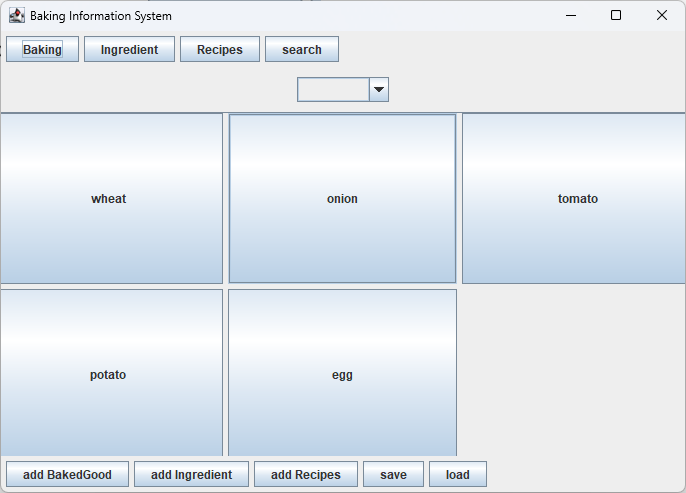 Baking Information System
Baking Ingredient Recipes search
wheat onion tomato
potato egg
add BakedGood add Ingredient add Recipes save load